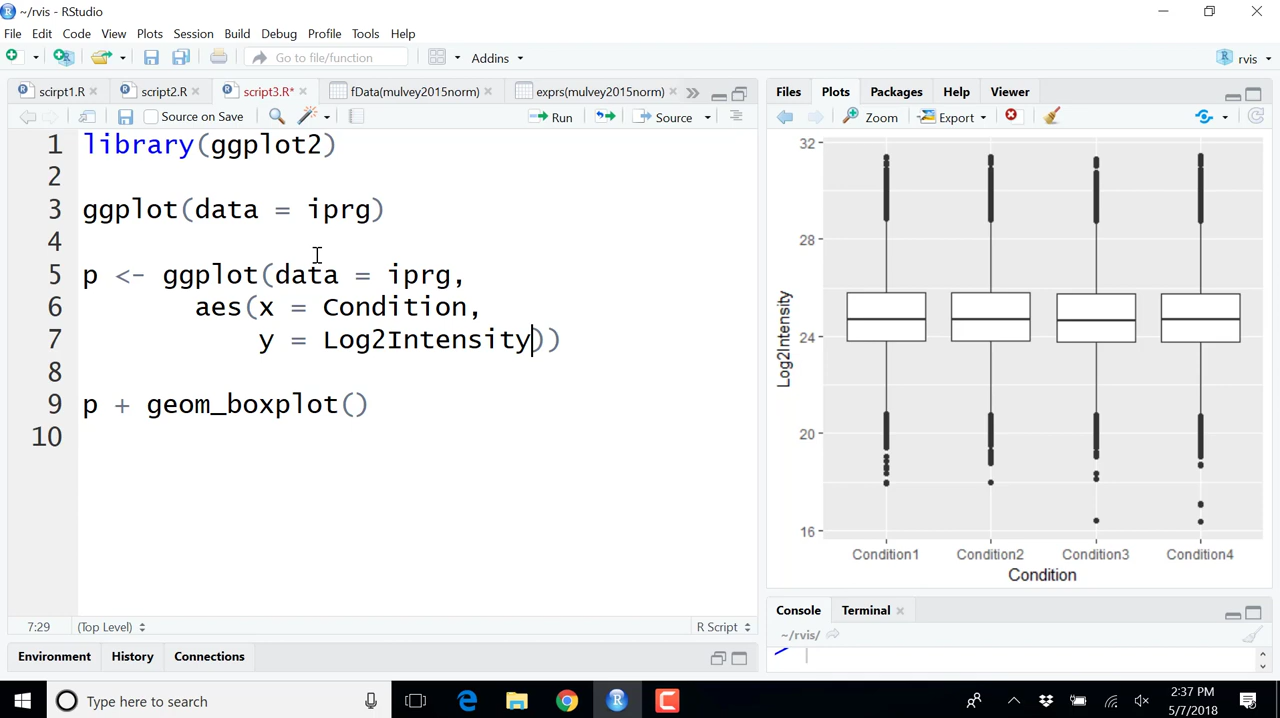 ~/rvis - RStudio
File Edit Code View Plots Session Build Debug Profile Tools Help
Go to file/function Addins rvis
scirpt1.R script2.R script3.R* fData(mulvey2015norm) exprs(mulvey2015norm)
Source on Save Run Source
1 library(ggplot2)
2
3 ggplot(data = iprg)
4
5 p <- ggplot(data = iprg,
6 aes(x = Condition,
7 y = Log2Intensity))
8
9 p + geom_boxplot()
10
7:29 (Top Level) R Script
Environment History Connections
Files Plots Packages Help Viewer
Zoom Export
32
28
24
20
16
Log2Intensity
Condition1 Condition2 Condition3 Condition4
Condition
Console Terminal
~/rvis/
Type here to search
2:37 PM
5/7/2018